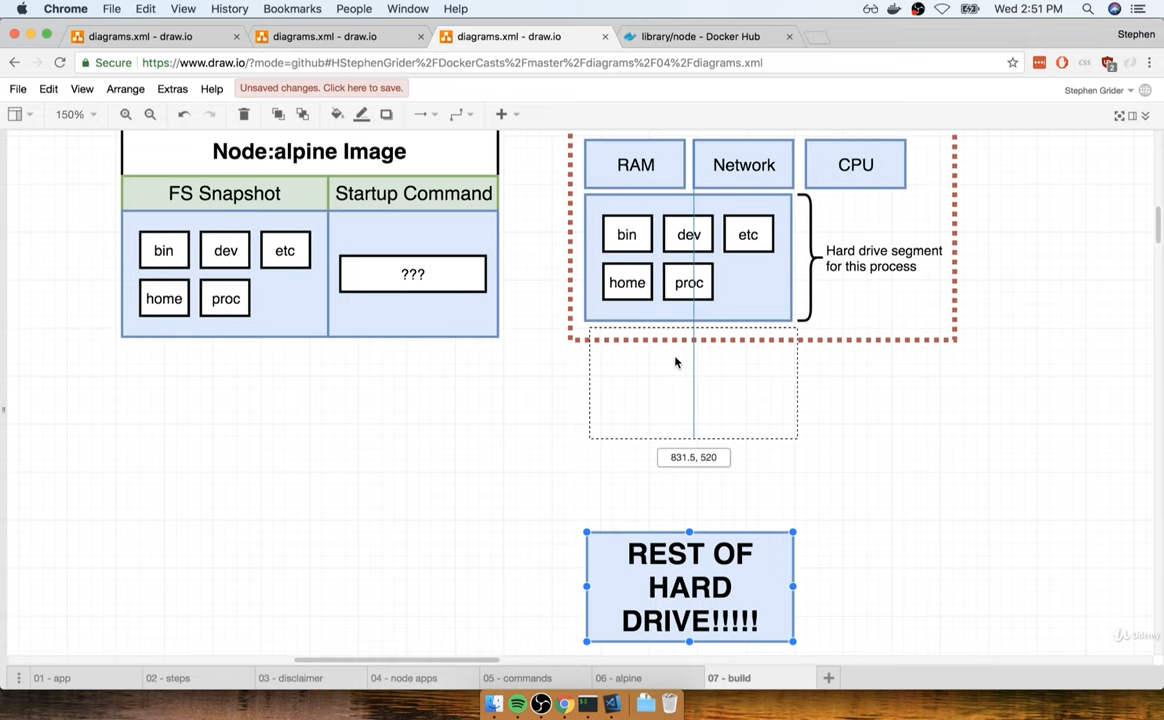 Chrome File Edit View History Bookmarks People Window Help Wed 2:51 PM
diagrams.xml - draw.io diagrams.xml - draw.io diagrams.xml - draw.io library/node - Docker Hub Stephen
Secure https://www.draw.io/?mode=github#HStephenGrider%2FDockerCasts%2Fmaster%2Fdiagrams%2F04%2Fdiagrams.xml
File Edit View Arrange Extras Help Unsaved changes. Click here to save. Stephen Grider
150%
Node:alpine Image
FS Snapshot Startup Command
bin dev etc
home proc
???
RAM Network CPU
bin dev etc
home proc
Hard drive segment
for this process
831.5, 520
REST OF
HARD
DRIVE!!!!!
Udemy
01 - app 02 - steps 03 - disclaimer 04 - node apps 05 - commands 06 - alpine 07 - build